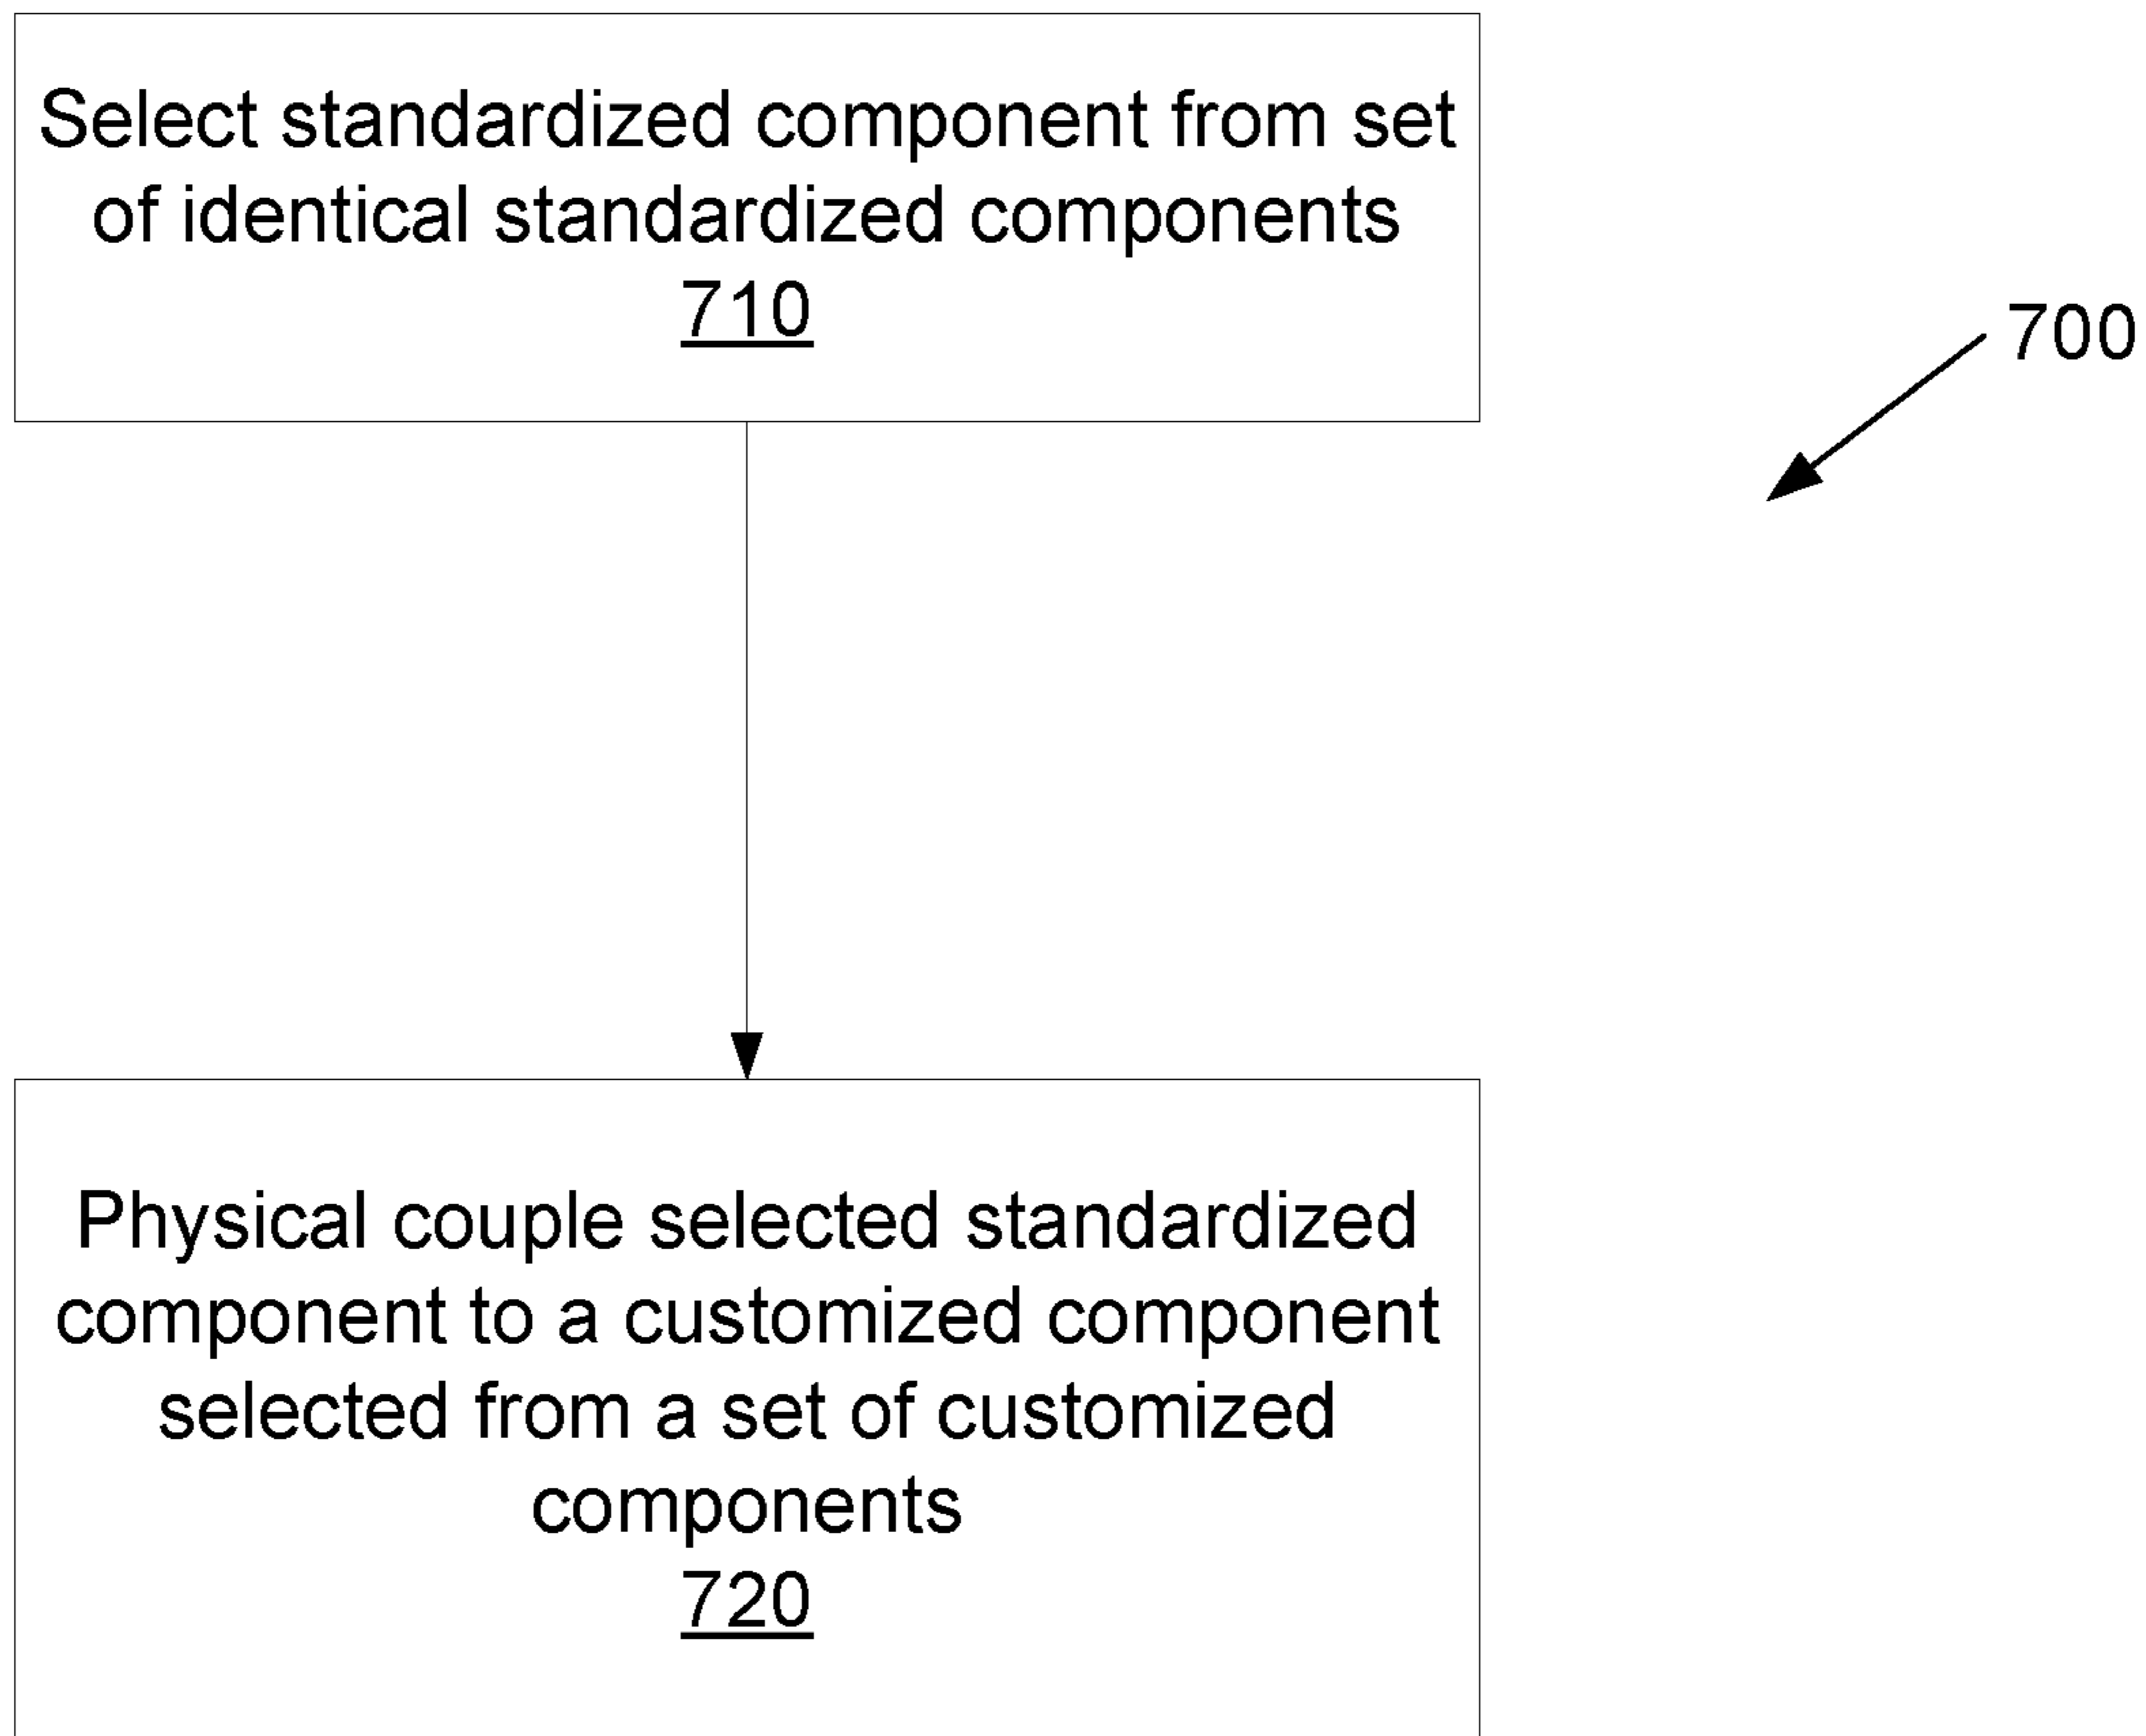 Select standardized component from set
of identical standardized components
710
700
Physical couple selected standardized
component to a customized component
selected from a set of customized
components
720